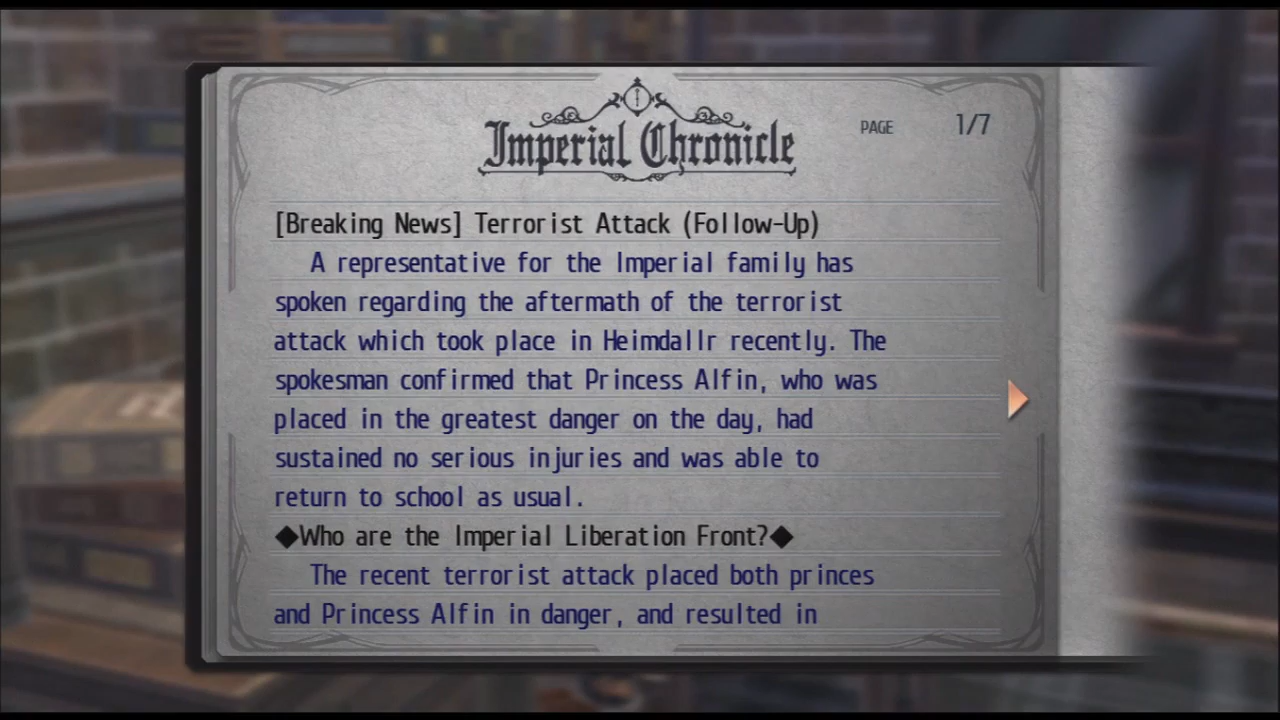 Imperial Chronicle
PAGE 1/7
[Breaking News] Terrorist Attack (Follow-Up)
A representative for the Imperial family has
spoken regarding the aftermath of the terrorist
attack which took place in Heimdallr recently. The
spokesman confirmed that Princess Alfin, who was
placed in the greatest danger on the day, had
sustained no serious injuries and was able to
return to school as usual.
◆Who are the Imperial Liberation Front?◆
The recent terrorist attack placed both princes
and Princess Alfin in danger, and resulted in